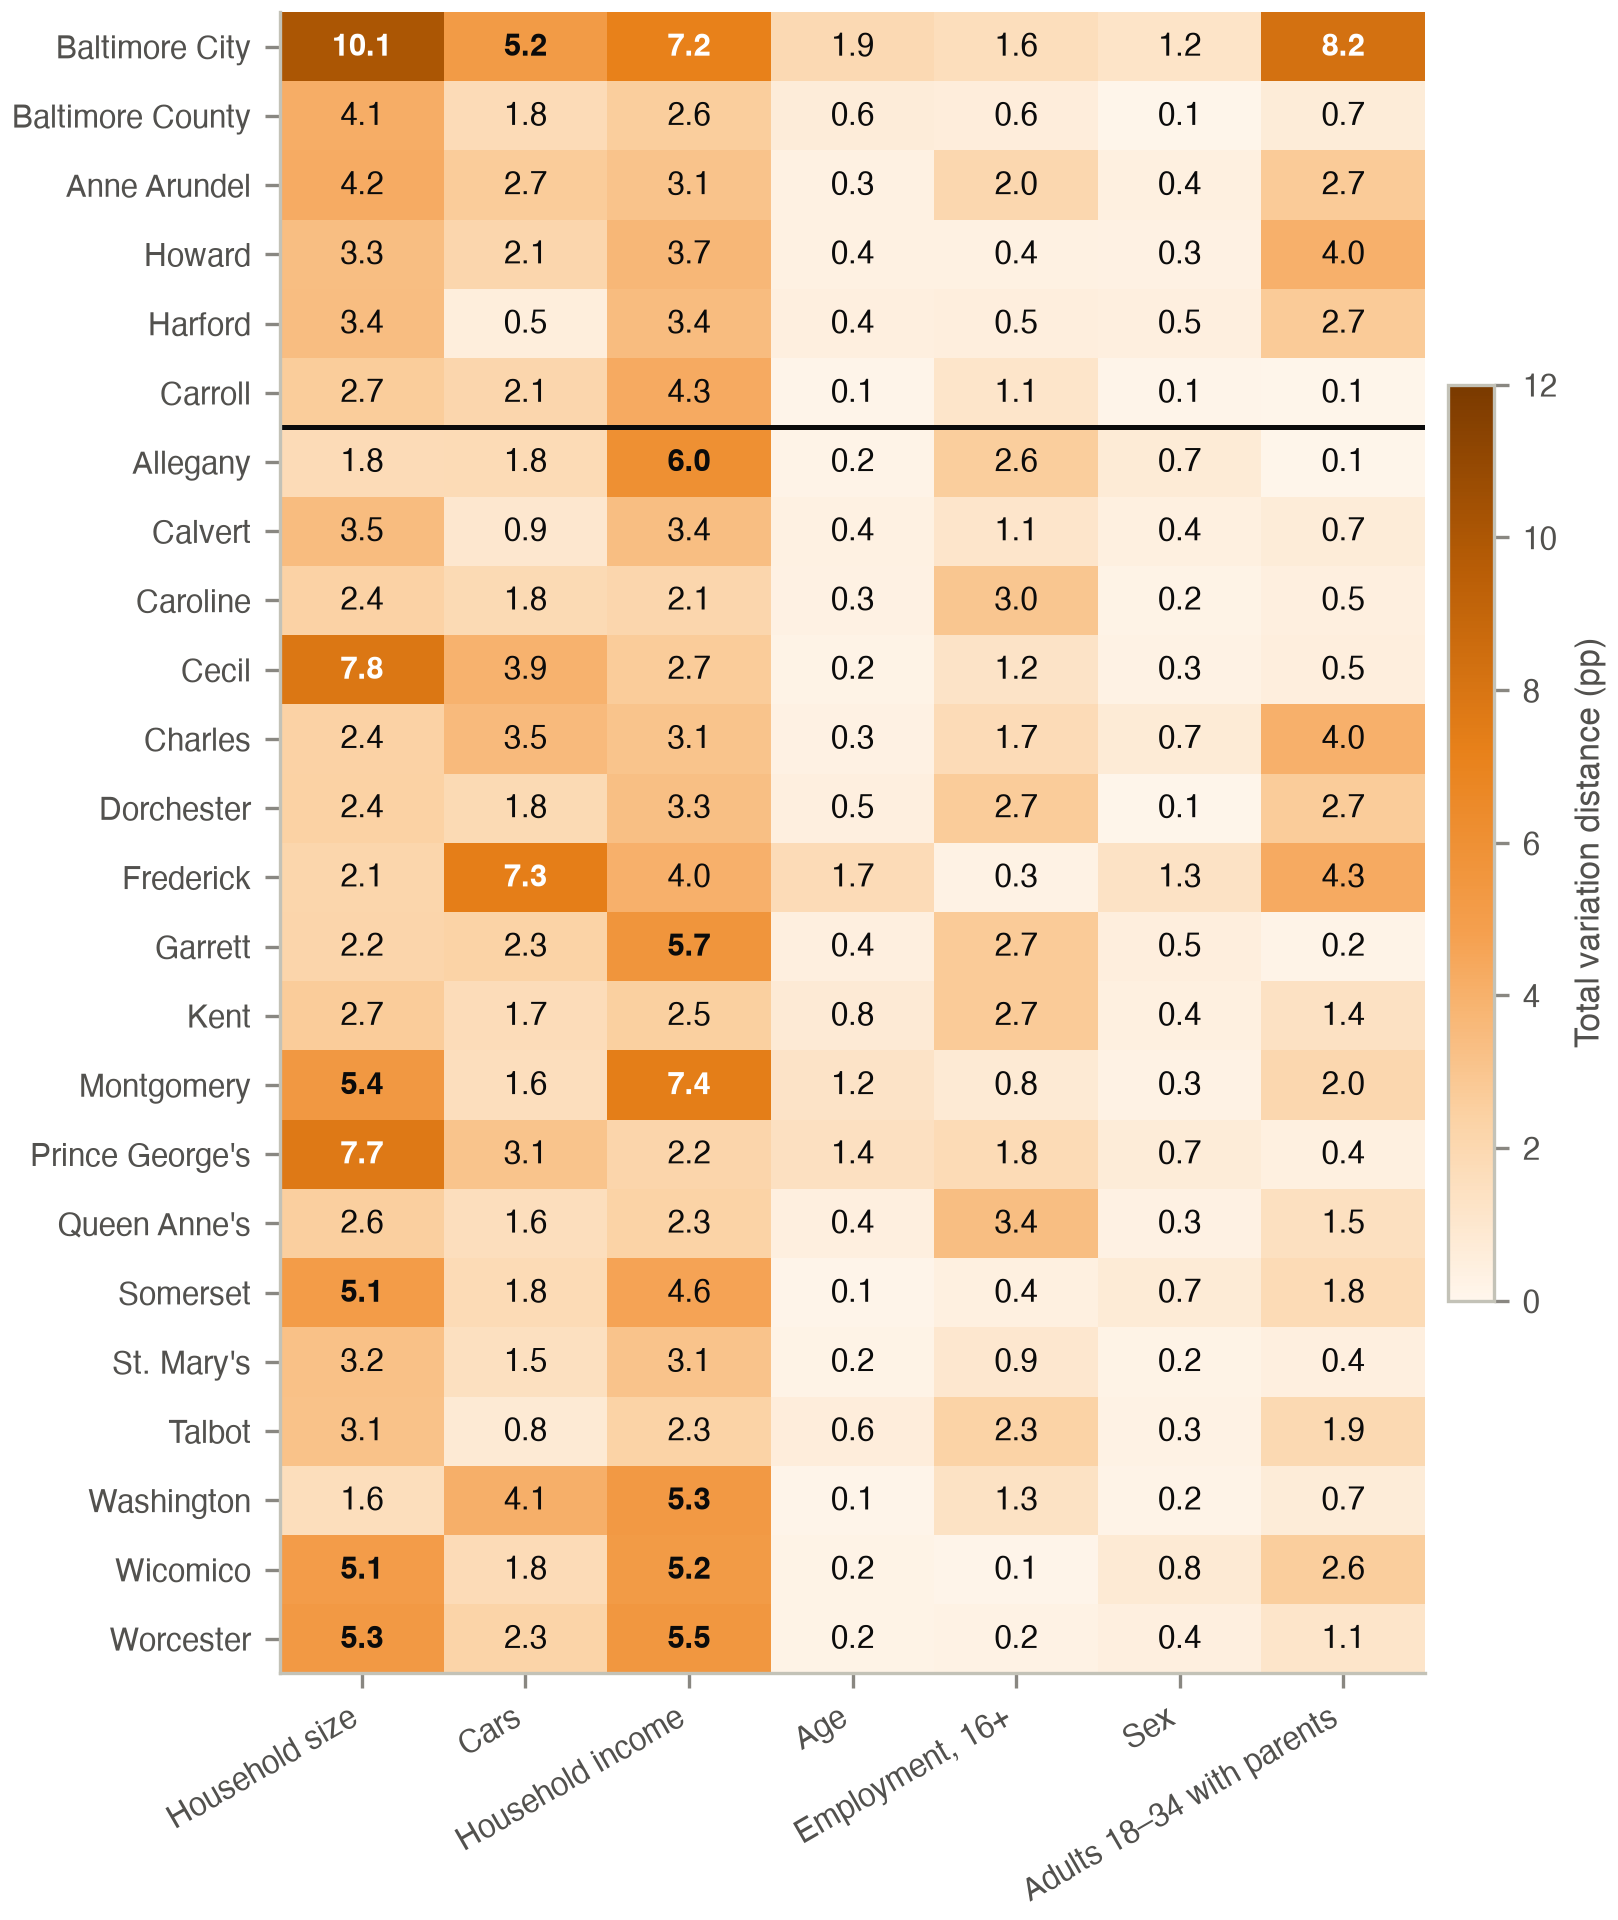 Baltimore City 10.1 5.2 7.2 1.9 1.6 1.2 8.2
Baltimore County 4.1 1.8 2.6 0.6 0.6 0.1 0.7
Anne Arundel 4.2 2.7 3.1 0.3 2.0 0.4 2.7
Howard 3.3 2.1 3.7 0.4 0.4 0.3 4.0
Harford 3.4 0.5 3.4 0.4 0.5 0.5 2.7
Carroll 2.7 2.1 4.3 0.1 1.1 0.1 0.1
Allegany 1.8 1.8 6.0 0.2 2.6 0.7 0.1
Calvert 3.5 0.9 3.4 0.4 1.1 0.4 0.7
Caroline 2.4 1.8 2.1 0.3 3.0 0.2 0.5
Cecil 7.8 3.9 2.7 0.2 1.2 0.3 0.5
Charles 2.4 3.5 3.1 0.3 1.7 0.7 4.0
Dorchester 2.4 1.8 3.3 0.5 2.7 0.1 2.7
Frederick 2.1 7.3 4.0 1.7 0.3 1.3 4.3
Garrett 2.2 2.3 5.7 0.4 2.7 0.5 0.2
Kent 2.7 1.7 2.5 0.8 2.7 0.4 1.4
Montgomery 5.4 1.6 7.4 1.2 0.8 0.3 2.0
Prince George's 7.7 3.1 2.2 1.4 1.8 0.7 0.4
Queen Anne's 2.6 1.6 2.3 0.4 3.4 0.3 1.5
Somerset 5.1 1.8 4.6 0.1 0.4 0.7 1.8
St. Mary's 3.2 1.5 3.1 0.2 0.9 0.2 0.4
Talbot 3.1 0.8 2.3 0.6 2.3 0.3 1.9
Washington 1.6 4.1 5.3 0.1 1.3 0.2 0.7
Wicomico 5.1 1.8 5.2 0.2 0.1 0.8 2.6
Worcester 5.3 2.3 5.5 0.2 0.2 0.4 1.1
Household size
Cars
Household income
Age
Employment, 16+
Sex
Adults 18–34 with parents
12
10
8
6
4
2
0
Total variation distance (pp)